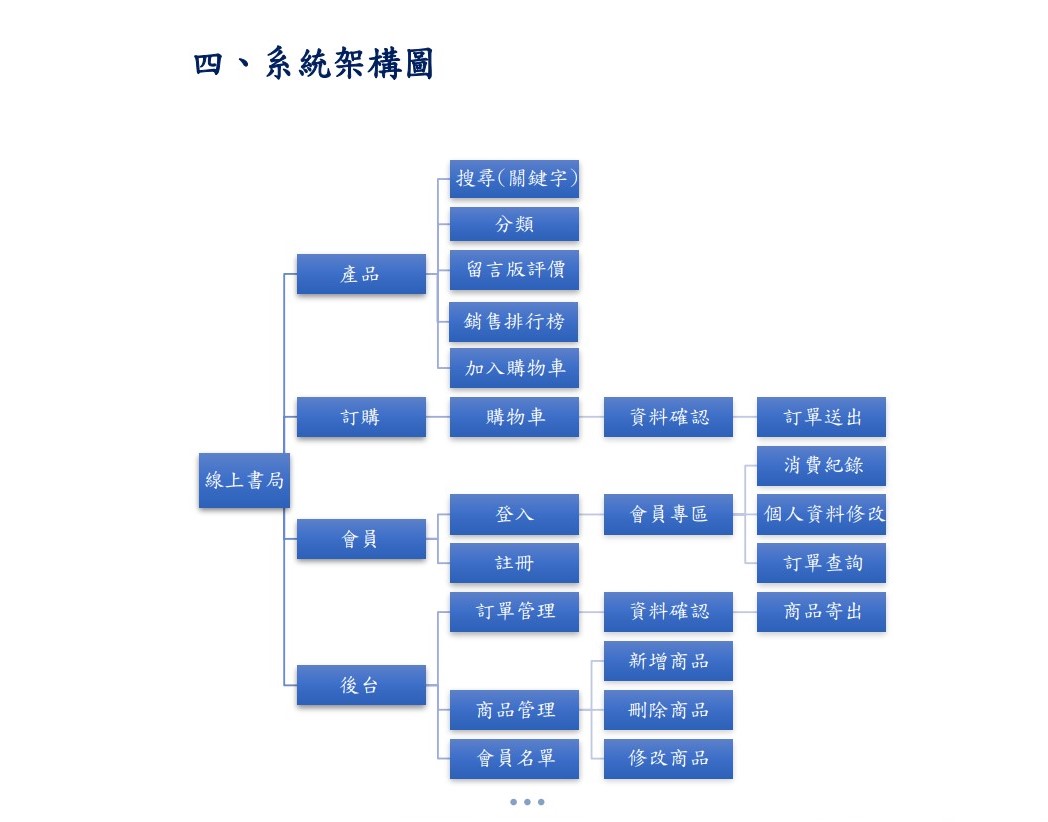 四、系統架構圖
搜尋(關鍵字)
分類
產品
留言版評價
銷售排行榜
加入購物車
訂購
購物車
資料確認
訂單送出
消費紀錄
線上書局
登入
會員專區
個人資料修改
會員
註冊
訂單查詢
訂單管理
資料確認
商品寄出
新增商品
後台
商品管理
刪除商品
會員名單
修改商品